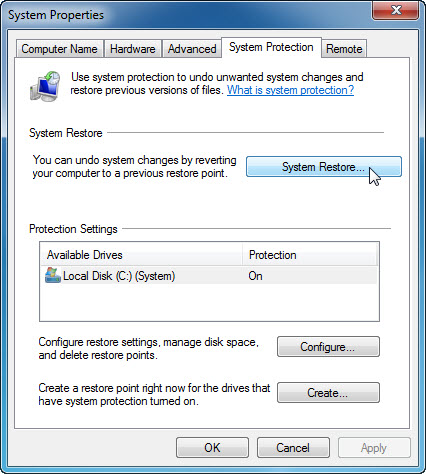 System Properties
Computer Name Hardware Advanced System Protection Remote
Use system protection to undo unwanted system changes and
restore previous versions of files. What is system protection?
System Restore
You can undo system changes by reverting
your computer to a previous restore point.
System Restore...
Protection Settings
Available Drives Protection
Local Disk (C:) (System) On
Configure restore settings, manage disk space,
and delete restore points.
Configure...
Create a restore point right now for the drives that
have system protection turned on.
Create...
OK Cancel Apply